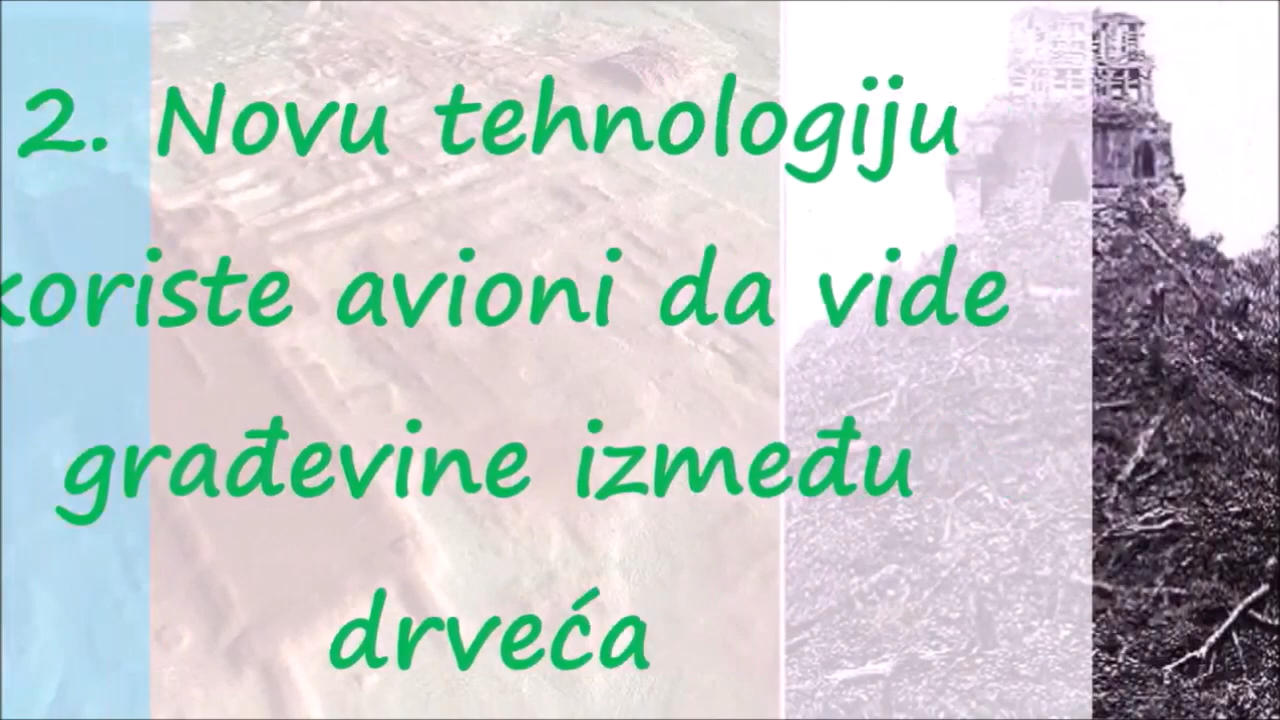 2. Novu tehnologiju
koriste avioni da vide
građevine između
drveća